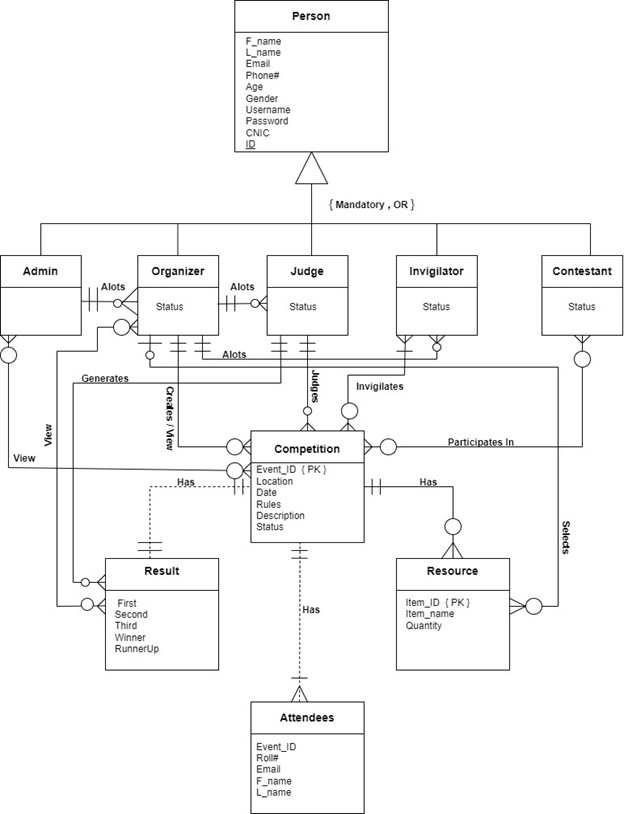 Person
F_name
L_name
Email
Phone#
Age
Gender
Username
Password
CNIC
ID
{ Mandatory , OR }
Admin
Organizer
Status
Judge
Status
Invigilator
Status
Contestant
Status
Alots
Alots
Alots
Generates
Creates / View
Judges
Invigilates
View
View
Participates In
Selects
Competition
Event_ID { PK }
Location
Date
Rules
Description
Status
Has
Has
Has
Result
First
Second
Third
Winner
RunnerUp
Resource
Item_ID { PK }
Item_name
Quantity
Attendees
Event_ID
Roll#
Email
F_name
L_name